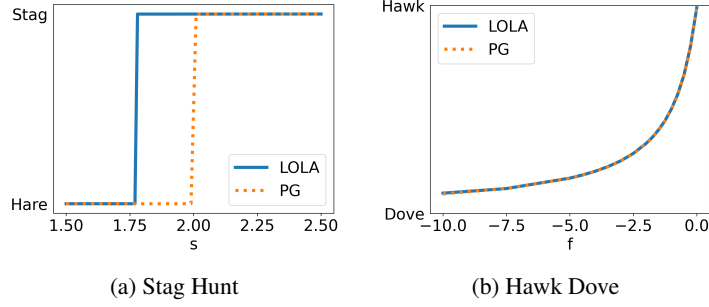 Stag
Hare
LOLA
PG
1.50 1.75 2.00 2.25 2.50
s
(a) Stag Hunt
Hawk
Dove
LOLA
PG
−10.0 −7.5 −5.0 −2.5 0.0
f
(b) Hawk Dove